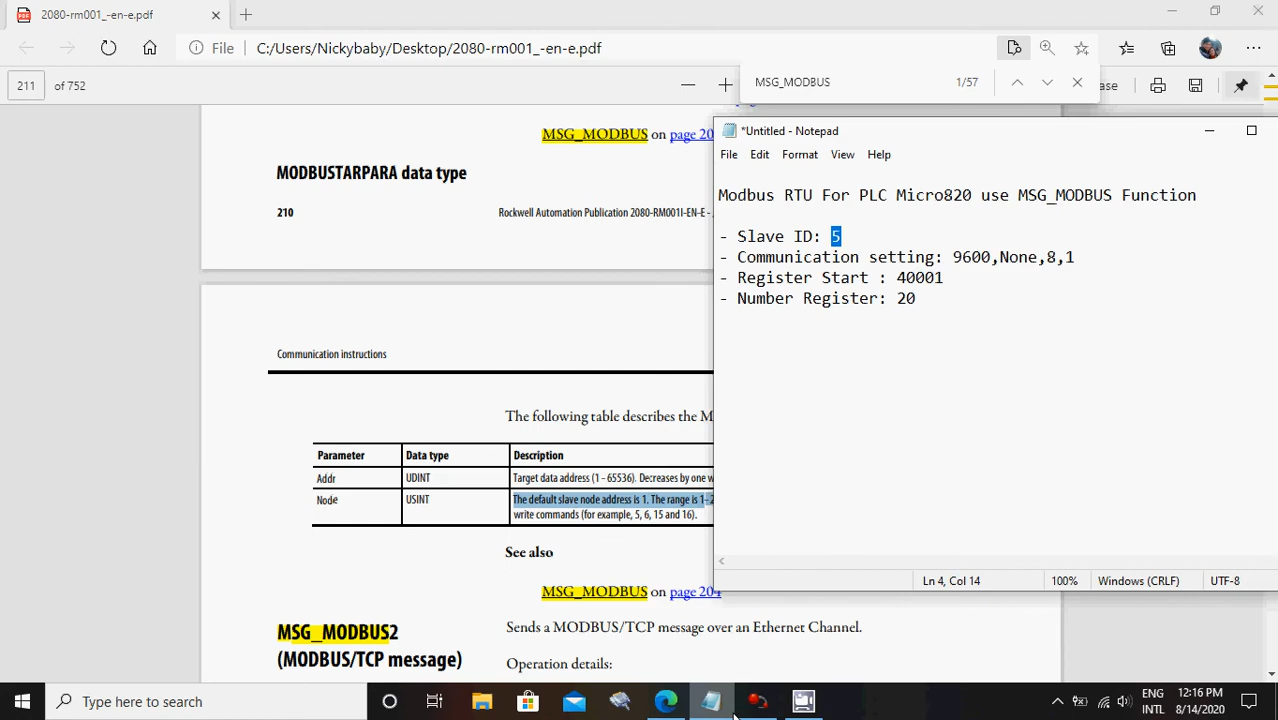 2080-rm001_-en-e.pdf
File C:/Users/Nickybaby/Desktop/2080-rm001_-en-e.pdf
211 of 752
MSG_MODBUS 1/57
MSG_MODBUS on page 20
MODBUSTARPARA data type
210 Rockwell Automation Publication 2080-RM001I-EN-E -
Communication instructions
The following table describes the M
Parameter Data type Description
Addr UDINT Target data address (1 - 65536). Decreases by one w
Node USINT The default slave node address is 1. The range is 1-2
write commands (for example, 5, 6, 15 and 16).
See also
MSG_MODBUS on page 204
MSG_MODBUS2
(MODBUS/TCP message)
Sends a MODBUS/TCP message over an Ethernet Channel.
Operation details:
*Untitled - Notepad
File Edit Format View Help
Modbus RTU For PLC Micro820 use MSG_MODBUS Function
- Slave ID: 5
- Communication setting: 9600,None,8,1
- Register Start : 40001
- Number Register: 20
Ln 4, Col 14 100% Windows (CRLF) UTF-8
Type here to search
ENG
INTL
12:16 PM
8/14/2020